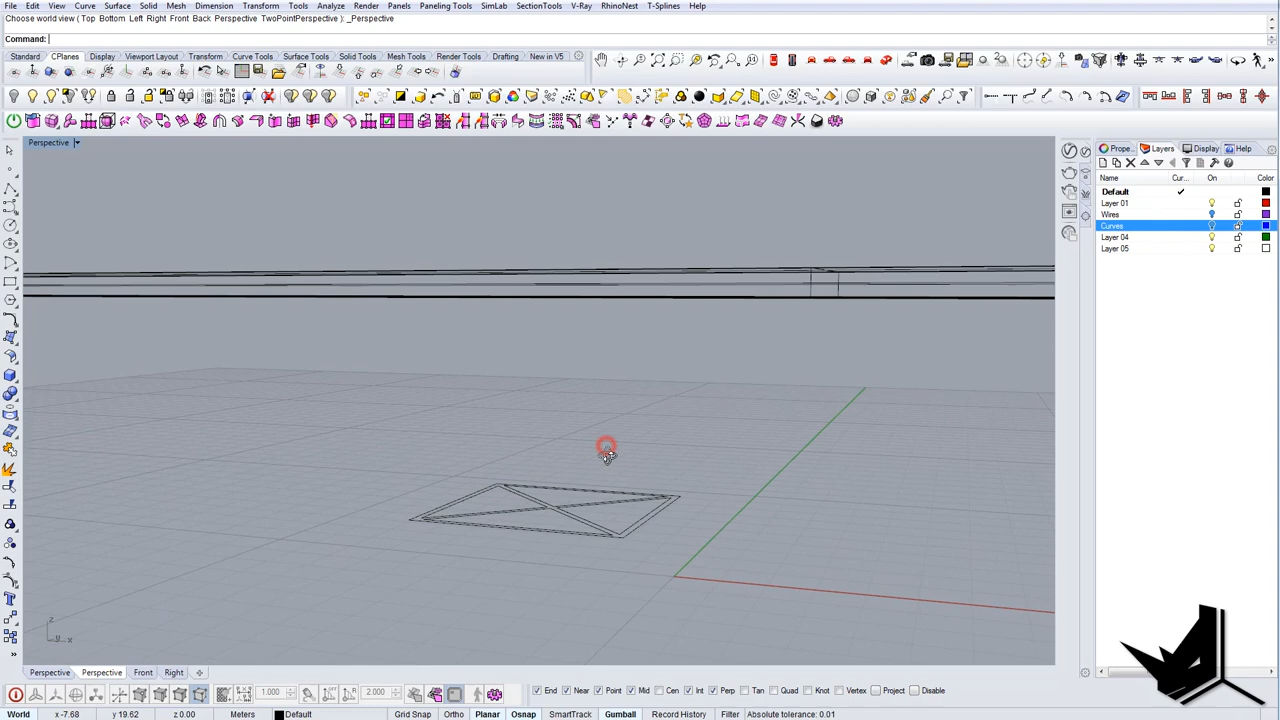 File Edit View Curve Surface Solid Mesh Dimension Transform Tools Analyze Render Panels Paneling Tools SimLab SectionTools V-Ray RhinoNest T-Splines Help
Choose world view ( Top Bottom Left Right Front Back Perspective TwoPointPerspective ): _Perspective
Command:
Standard CPlanes Display Viewport Layout Transform Curve Tools Surface Tools Solid Tools Mesh Tools Render Tools Drafting New in V5
Perspective
Prope... Layers Display Help
Name Cur... On Color
Default
Layer 01
Wires
Curves
Layer 04
Layer 05
z
y x
Perspective Perspective Front Right
1.000 2.000 End Near Point Mid Cen Int Perp Tan Quad Knot Vertex Project Disable
World x -7.68 y 19.62 z 0.00 Meters Default Grid Snap Ortho Planar Osnap SmartTrack Gumball Record History Filter Absolute tolerance: 0.01